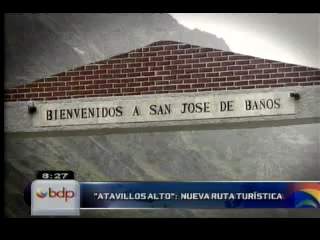 BIENVENIDOS A SAN JOSE DE BAÑOS
8:27
bdp
"ATAVILLOS ALTO": NUEVA RUTA TURÍSTICA